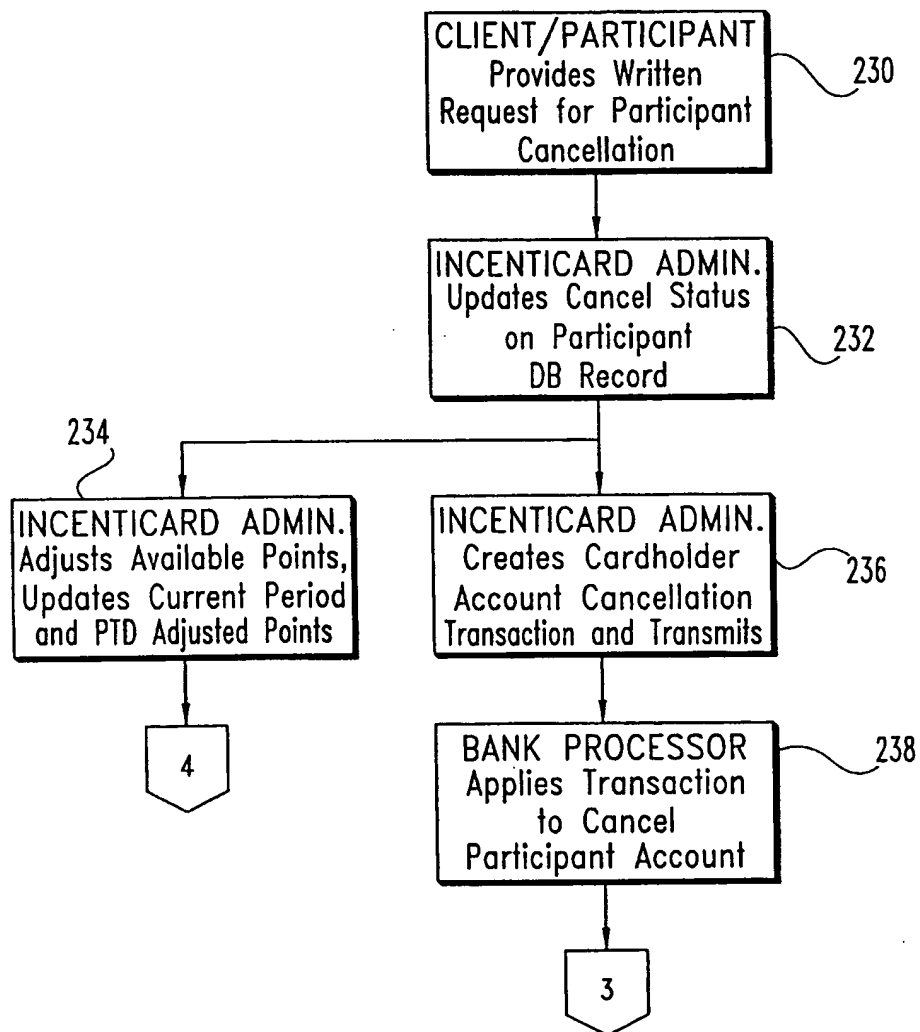 CLIENT/PARTICIPANT
Provides Written
Request for Participant
Cancellation
230
INCENTICARD ADMIN.
Updates Cancel Status
on Participant
DB Record
232
234
INCENTICARD ADMIN.
Adjusts Available Points,
Updates Current Period
and PTD Adjusted Points
4
INCENTICARD ADMIN.
Creates Cardholder
Account Cancellation
Transaction and Transmits
236
BANK PROCESSOR
Applies Transaction
to Cancel
Participant Account
238
3